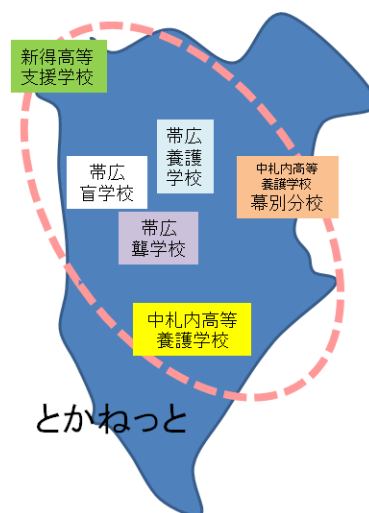 新得高等
支援学校
帯広
養護
学校
帯広
盲学校
中札内高等
養護学校
幕別分校
帯広
聾学校
中札内高等
養護学校
とかねっと